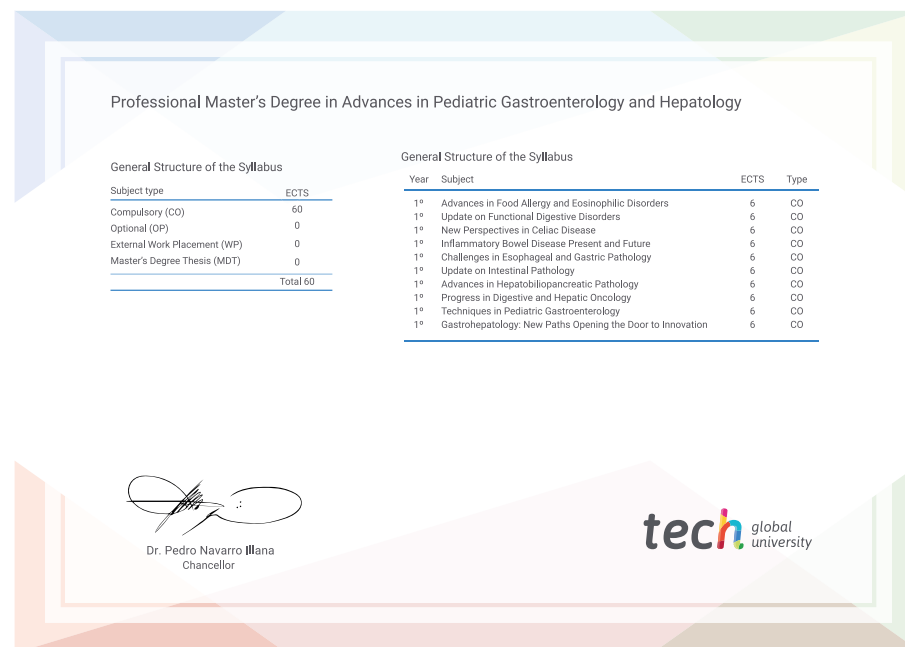 Professional Master's Degree in Advances in Pediatric Gastroenterology and Hepatology
General Structure of the Syllabus
Subject type ECTS
Compulsory (CO) 60
Optional (OP) 0
External Work Placement (WP) 0
Master's Degree Thesis (MDT) 0
Total 60
General Structure of the Syllabus
Year Subject ECTS Type
1º Advances in Food Allergy and Eosinophilic Disorders 6 CO
1º Update on Functional Digestive Disorders 6 CO
1º New Perspectives in Celiac Disease 6 CO
1º Inflammatory Bowel Disease Present and Future 6 CO
1º Challenges in Esophageal and Gastric Pathology 6 CO
1º Update on Intestinal Pathology 6 CO
1º Advances in Hepatobiliopancreatic Pathology 6 CO
1º Progress in Digestive and Hepatic Oncology 6 CO
1º Techniques in Pediatric Gastroenterology 6 CO
1º Gastrohepatology: New Paths Opening the Door to Innovation 6 CO
Dr. Pedro Navarro Illana
Chancellor
tech global
university